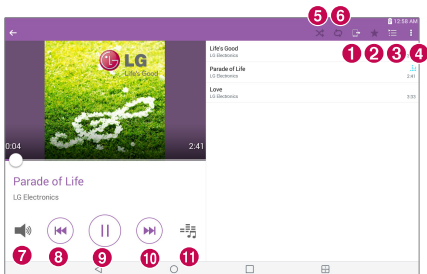 5 6
12:58 AM
1 2 3 4
LG
Life's Good
0:04
2:41
Parade of Life
LG Electronics
Life's Good
LG Electronics
Parade of Life
LG Electronics
2:41
Love
LG Electronics
3:03
7 8 9 10 11